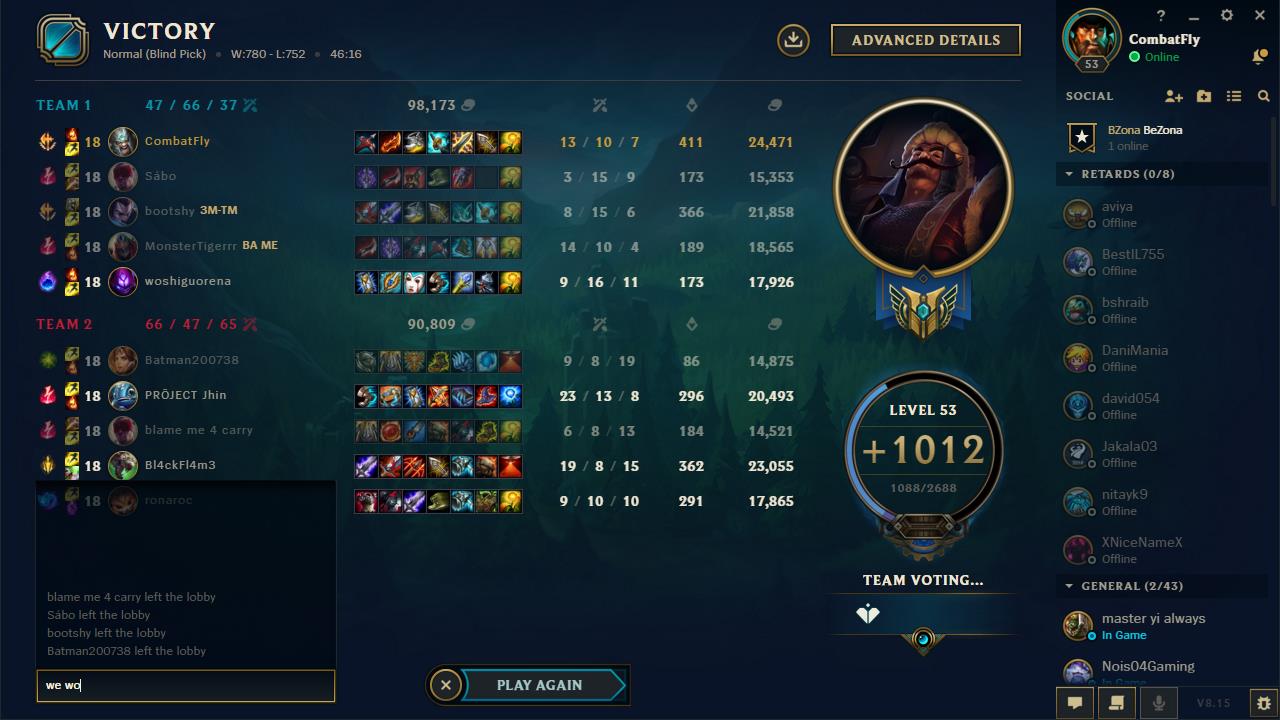 VICTORY
Normal (Blind Pick) • W:780 - L:752 • 46:16
ADVANCED DETAILS
TEAM 1 47 / 66 / 37 98,173
18 CombatFly 13 / 10 / 7 411 24,471
18 Sábo 3 / 15 / 9 173 15,353
18 bootshy 3M-TM 8 / 15 / 6 366 21,858
18 MonsterTigerrr BA ME 14 / 10 / 4 189 18,565
18 woshiguorena 9 / 16 / 11 173 17,926
TEAM 2 66 / 47 / 65 90,809
18 Batman200738 9 / 8 / 19 86 14,875
18 PRÖJECT Jhin 23 / 13 / 8 296 20,493
18 blame me 4 carry 6 / 8 / 13 184 14,521
18 Bl4ckFl4m3 19 / 8 / 15 362 23,055
18 ronaroc 9 / 10 / 10 291 17,865
blame me 4 carry left the lobby
Sábo left the lobby
bootshy left the lobby
Batman200738 left the lobby
we wo
PLAY AGAIN
LEVEL 53
+1012
1088/2688
TEAM VOTING...
?
53
CombatFly
Online
SOCIAL
BZona BeZona
1 online
RETARDS (0/8)
aviya
Offline
BestIL755
Offline
bshraib
Offline
DaniMania
Offline
david054
Offline
Jakala03
Offline
nitayk9
Offline
XNiceNameX
Offline
GENERAL (2/43)
master yi always
In Game
Nois04Gaming
In Game
V8.15